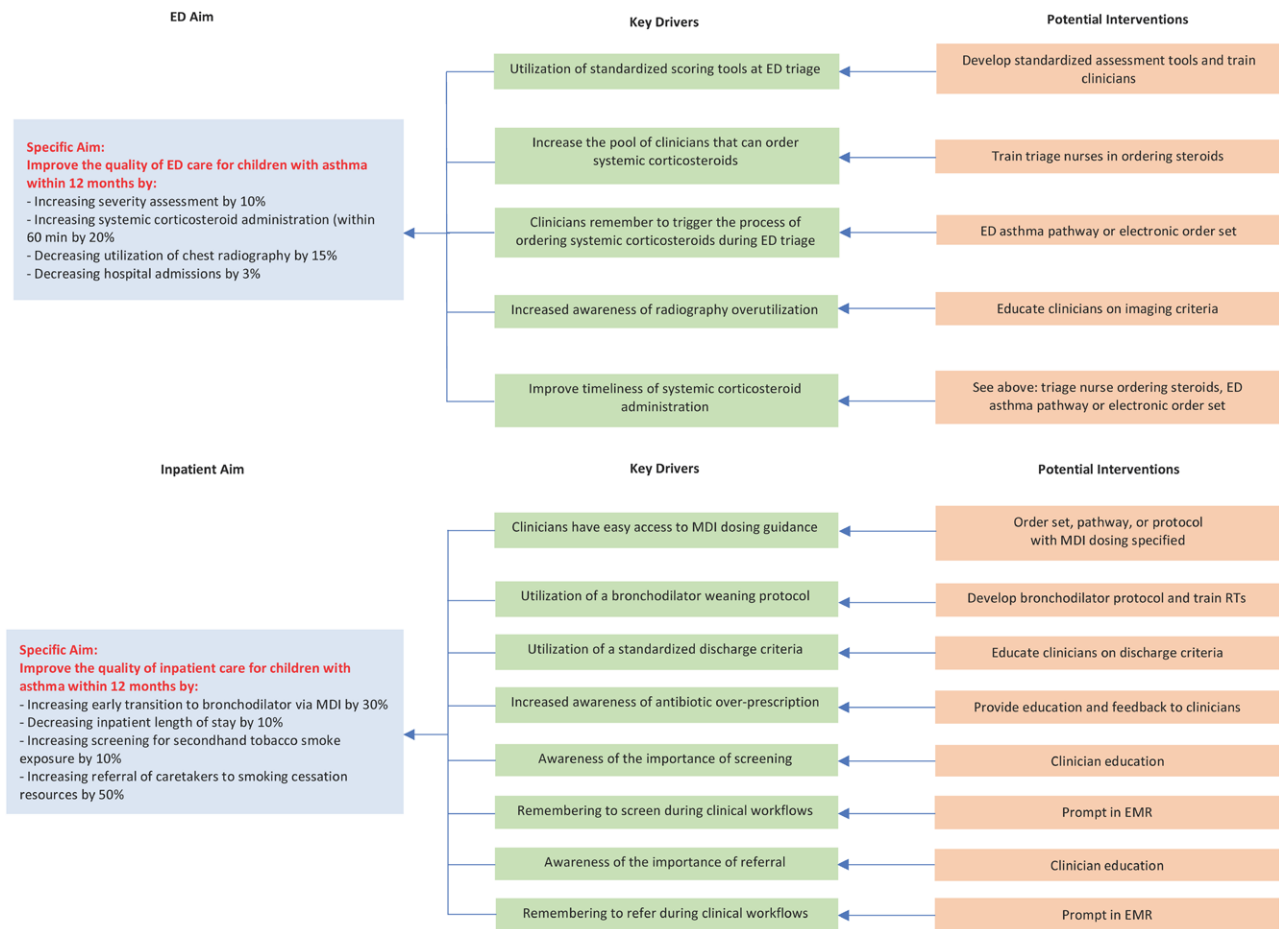 ED Aim
Key Drivers
Potential Interventions
Utilization of standardized scoring tools at ED triage
Develop standardized assessment tools and train
clinicians
Specific Aim:
Improve the quality of ED care for children with asthma
within 12 months by:
- Increasing severity assessment by 10%
- Increasing systemic corticosteroid administration (within
60 min by 20%
- Decreasing utilization of chest radiography by 15%
- Decreasing hospital admissions by 3%
Increase the pool of clinicians that can order
systemic corticosteroids
Train triage nurses in ordering steroids
Clinicians remember to trigger the process of
ordering systemic corticosteroids during ED triage
ED asthma pathway or electronic order set
Increased awareness of radiography overutilization
Educate clinicians on imaging criteria
Improve timeliness of systemic corticosteroid
administration
See above: triage nurse ordering steroids, ED
asthma pathway or electronic order set
Inpatient Aim
Key Drivers
Potential Interventions
Clinicians have easy access to MDI dosing guidance
Order set, pathway, or protocol
with MDI dosing specified
Utilization of a bronchodilator weaning protocol
Develop bronchodilator protocol and train RTs
Specific Aim:
Improve the quality of inpatient care for children with
asthma within 12 months by:
- Increasing early transition to bronchodilator via MDI by 30%
- Decreasing inpatient length of stay by 10%
- Increasing screening for secondhand tobacco smoke
exposure by 10%
- Increasing referral of caretakers to smoking cessation
resources by 50%
Utilization of a standardized discharge criteria
Educate clinicians on discharge criteria
Increased awareness of antibiotic over-prescription
Provide education and feedback to clinicians
Awareness of the importance of screening
Clinician education
Remembering to screen during clinical workflows
Prompt in EMR
Awareness of the importance of referral
Clinician education
Remembering to refer during clinical workflows
Prompt in EMR